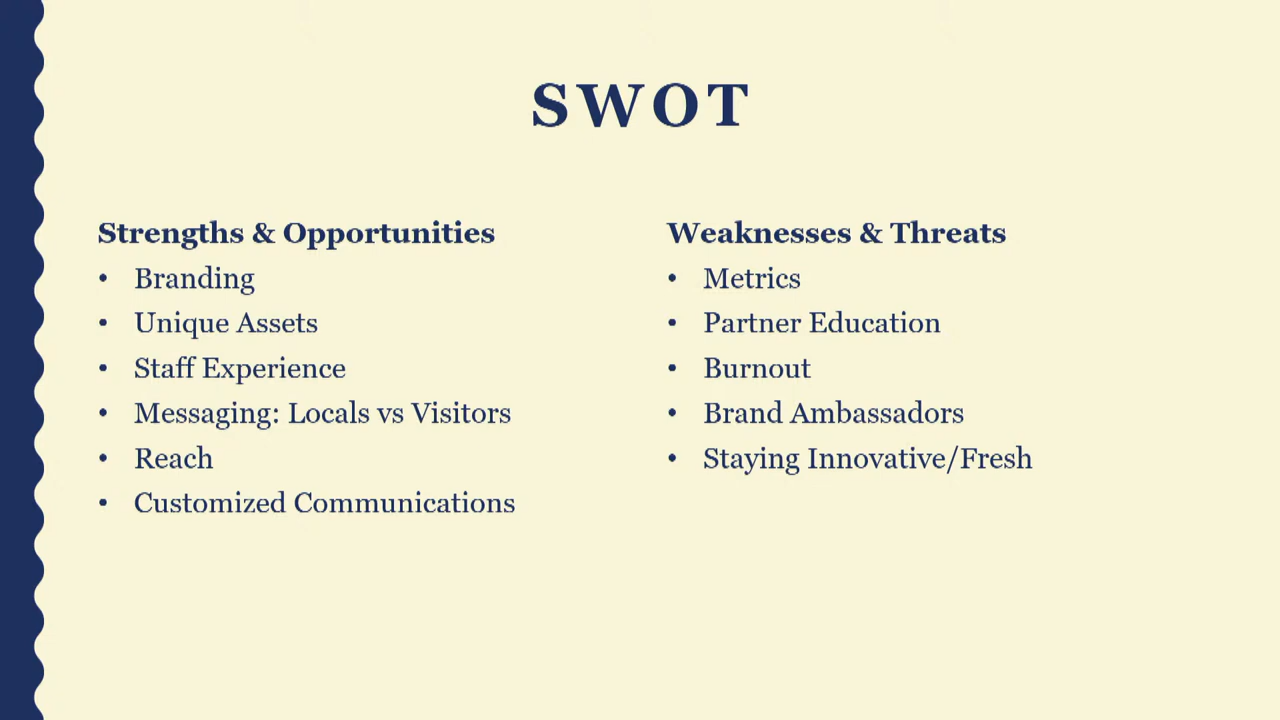 SWOT
Strengths & Opportunities
• Branding
• Unique Assets
• Staff Experience
• Messaging: Locals vs Visitors
• Reach
• Customized Communications
Weaknesses & Threats
• Metrics
• Partner Education
• Burnout
• Brand Ambassadors
• Staying Innovative/Fresh